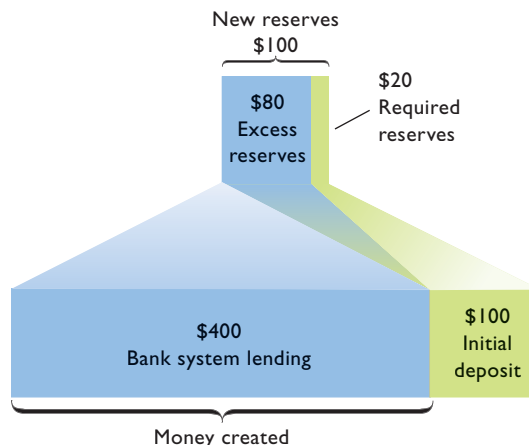 New reserves
$100
$20
Required
reserves
$80
Excess
reserves
$400
Bank system lending
$100
Initial
deposit
Money created